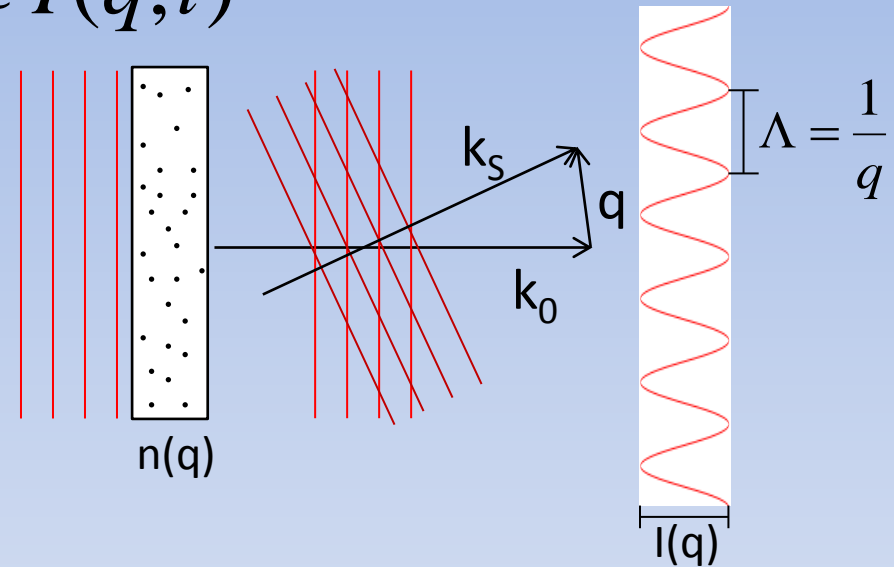 I(q,t)
k_S
q
k_0
Λ = 1/q
n(q)
I(q)